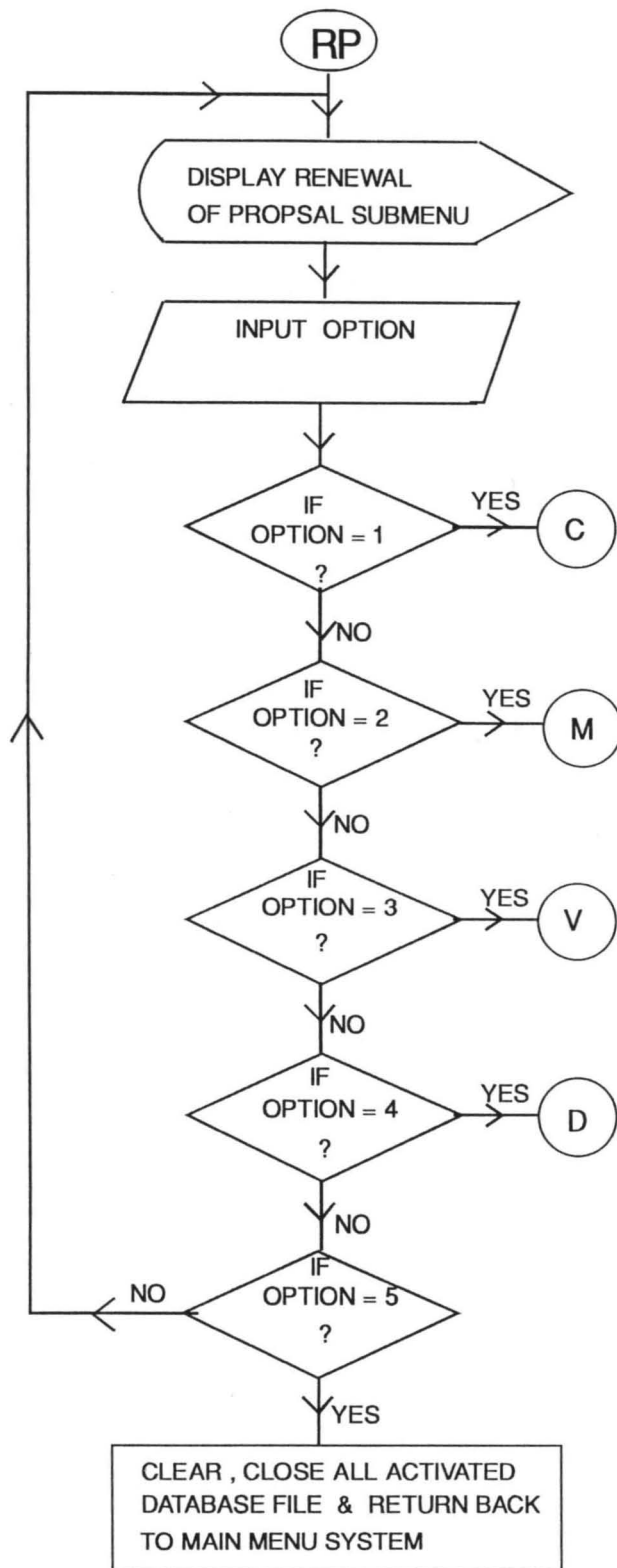 RP
DISPLAY RENEWAL
OF PROPSAL SUBMENU
INPUT OPTION
IF
OPTION = 1
?
YES
C
NO
IF
OPTION = 2
?
YES
M
NO
IF
OPTION = 3
?
YES
V
NO
IF
OPTION = 4
?
YES
D
NO
IF
OPTION = 5
?
NO
YES
CLEAR , CLOSE ALL ACTIVATED
DATABASE FILE & RETURN BACK
TO MAIN MENU SYSTEM